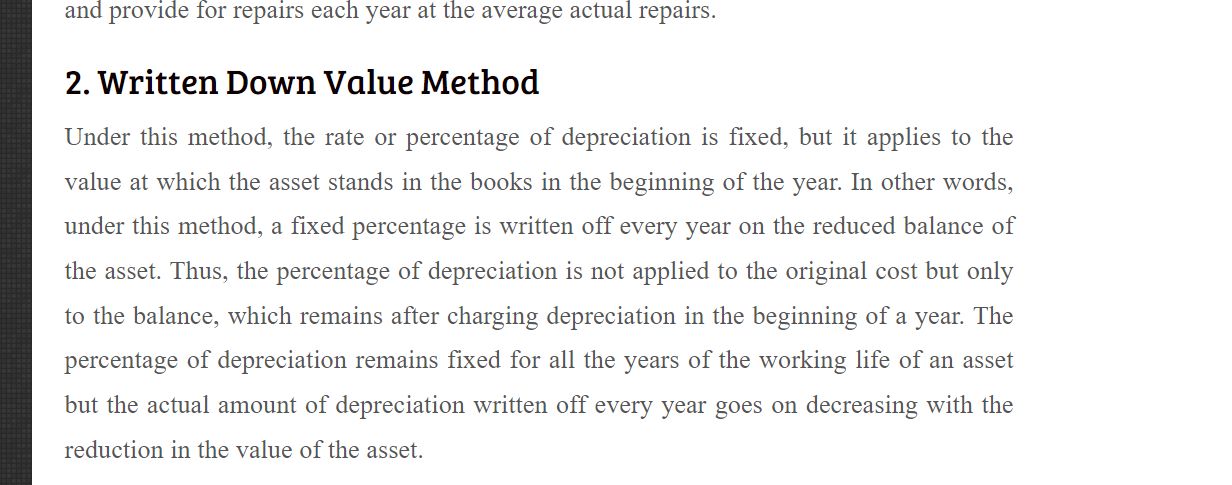 and provide for repairs each year at the average actual repairs.
2. Written Down Value Method
Under this method, the rate or percentage of depreciation is fixed, but it applies to the
value at which the asset stands in the books in the beginning of the year. In other words,
under this method, a fixed percentage is written off every year on the reduced balance of
the asset. Thus, the percentage of depreciation is not applied to the original cost but only
to the balance, which remains after charging depreciation in the beginning of a year. The
percentage of depreciation remains fixed for all the years of the working life of an asset
but the actual amount of depreciation written off every year goes on decreasing with the
reduction in the value of the asset.